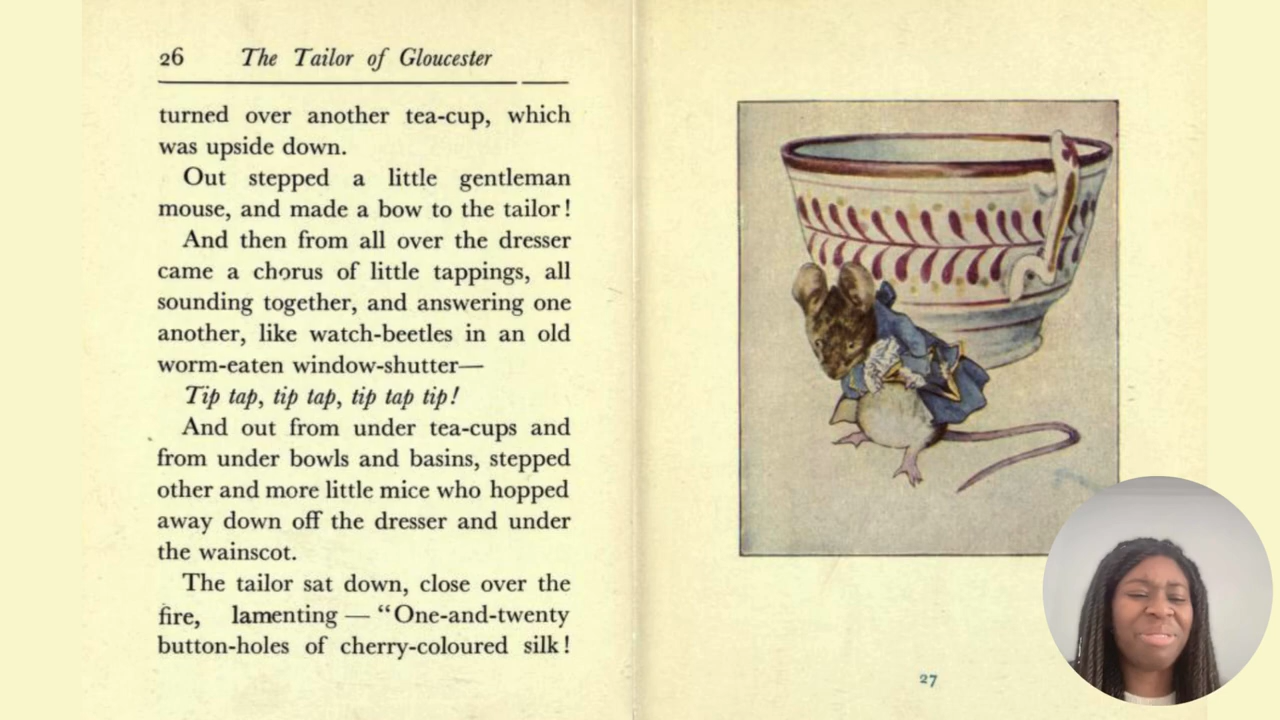 26 The Tailor of Gloucester
turned over another tea-cup, which
was upside down.
Out stepped a little gentleman
mouse, and made a bow to the tailor!
And then from all over the dresser
came a chorus of little tappings, all
sounding together, and answering one
another, like watch-beetles in an old
worm-eaten window-shutter—
Tip tap, tip tap, tip tap tip!
And out from under tea-cups and
from under bowls and basins, stepped
other and more little mice who hopped
away down off the dresser and under
the wainscot.
The tailor sat down, close over the
fire, lamenting — “One-and-twenty
button-holes of cherry-coloured silk!
27